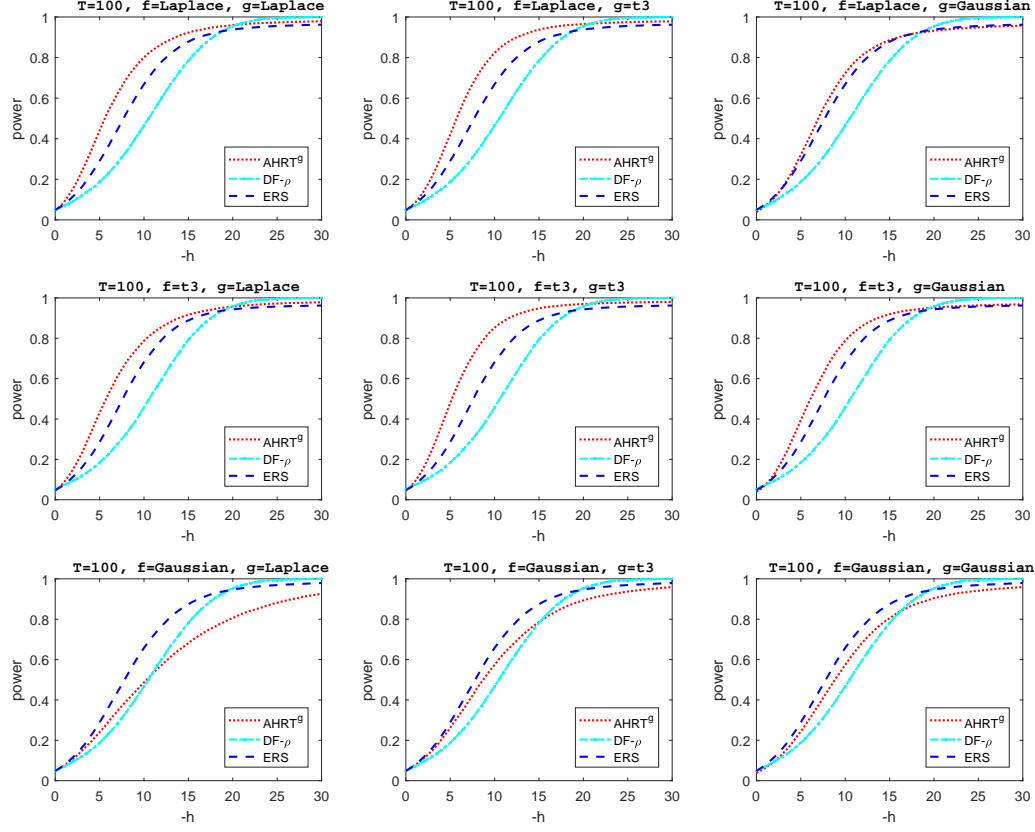 T=100, f=Laplace, g=Laplace
1
0.8
0.6
0.4
0.2
0
power
AHRTᵍ
DF-ρ
ERS
0 5 10 15 20 25 30
-h
T=100, f=Laplace, g=t3
1
0.8
0.6
0.4
0.2
0
power
AHRTᵍ
DF-ρ
ERS
0 5 10 15 20 25 30
-h
T=100, f=Laplace, g=Gaussian
1
0.8
0.6
0.4
0.2
0
power
AHRTᵍ
DF-ρ
ERS
0 5 10 15 20 25 30
-h
T=100, f=t3, g=Laplace
1
0.8
0.6
0.4
0.2
0
power
AHRTᵍ
DF-ρ
ERS
0 5 10 15 20 25 30
-h
T=100, f=t3, g=t3
1
0.8
0.6
0.4
0.2
0
power
AHRTᵍ
DF-ρ
ERS
0 5 10 15 20 25 30
-h
T=100, f=t3, g=Gaussian
1
0.8
0.6
0.4
0.2
0
power
AHRTᵍ
DF-ρ
ERS
0 5 10 15 20 25 30
-h
T=100, f=Gaussian, g=Laplace
1
0.8
0.6
0.4
0.2
0
power
AHRTᵍ
DF-ρ
ERS
0 5 10 15 20 25 30
-h
T=100, f=Gaussian, g=t3
1
0.8
0.6
0.4
0.2
0
power
AHRTᵍ
DF-ρ
ERS
0 5 10 15 20 25 30
-h
T=100, f=Gaussian, g=Gaussian
1
0.8
0.6
0.4
0.2
0
power
AHRTᵍ
DF-ρ
ERS
0 5 10 15 20 25 30
-h